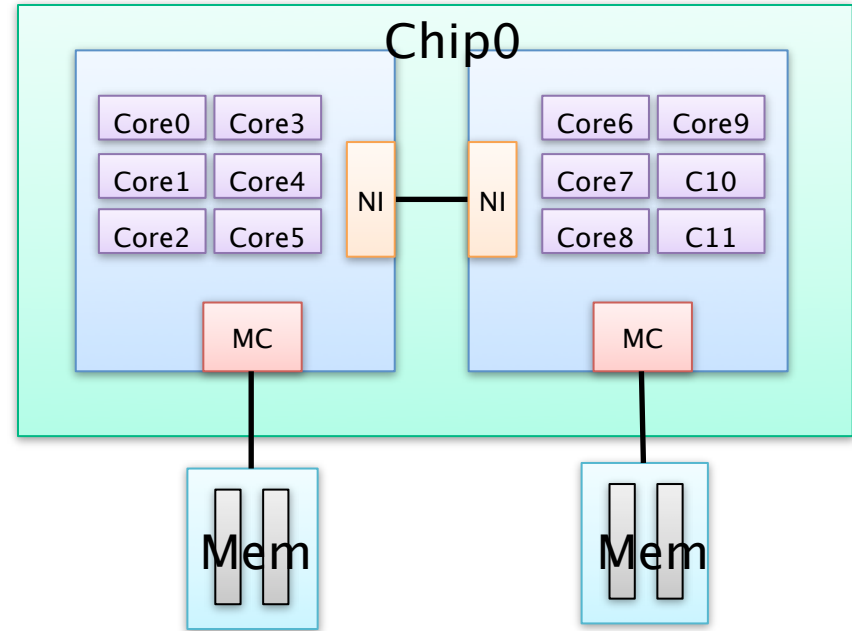 Chip0
Core0 Core3
Core1 Core4
Core2 Core5
NI
MC
NI
Core6 Core9
Core7 C10
Core8 C11
MC
Mem
Mem